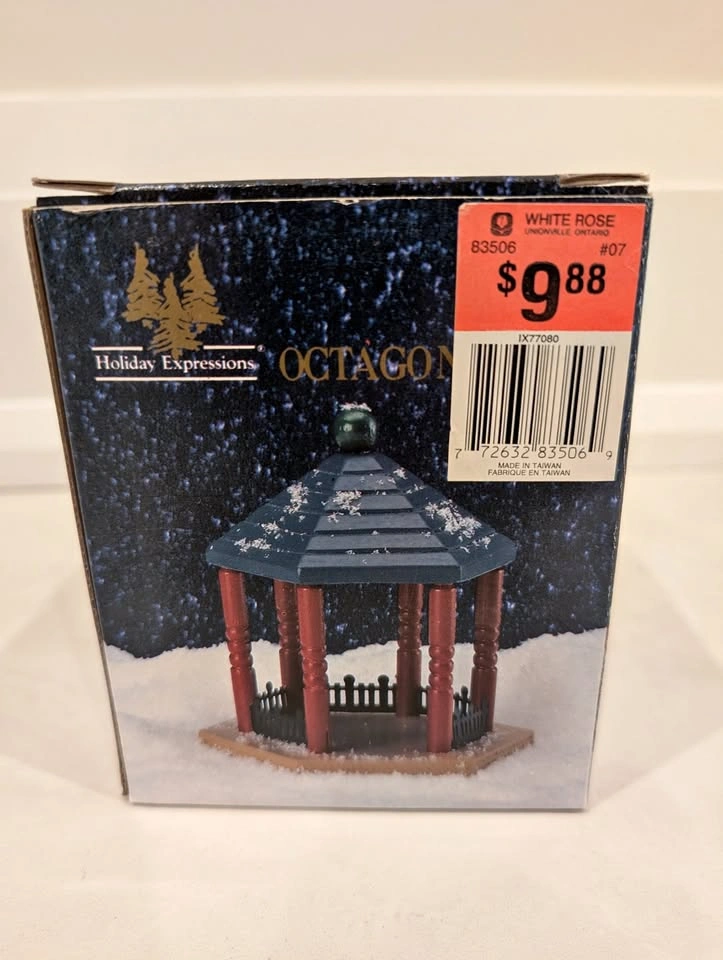 WHITE ROSE
UNIONVILLE, ONTARIO
83506 #07
$9.88
IX77080
7 72632 83506 9
MADE IN TAIWAN
FABRIQUE EN TAIWAN
Holiday Expressions
OCTAGON